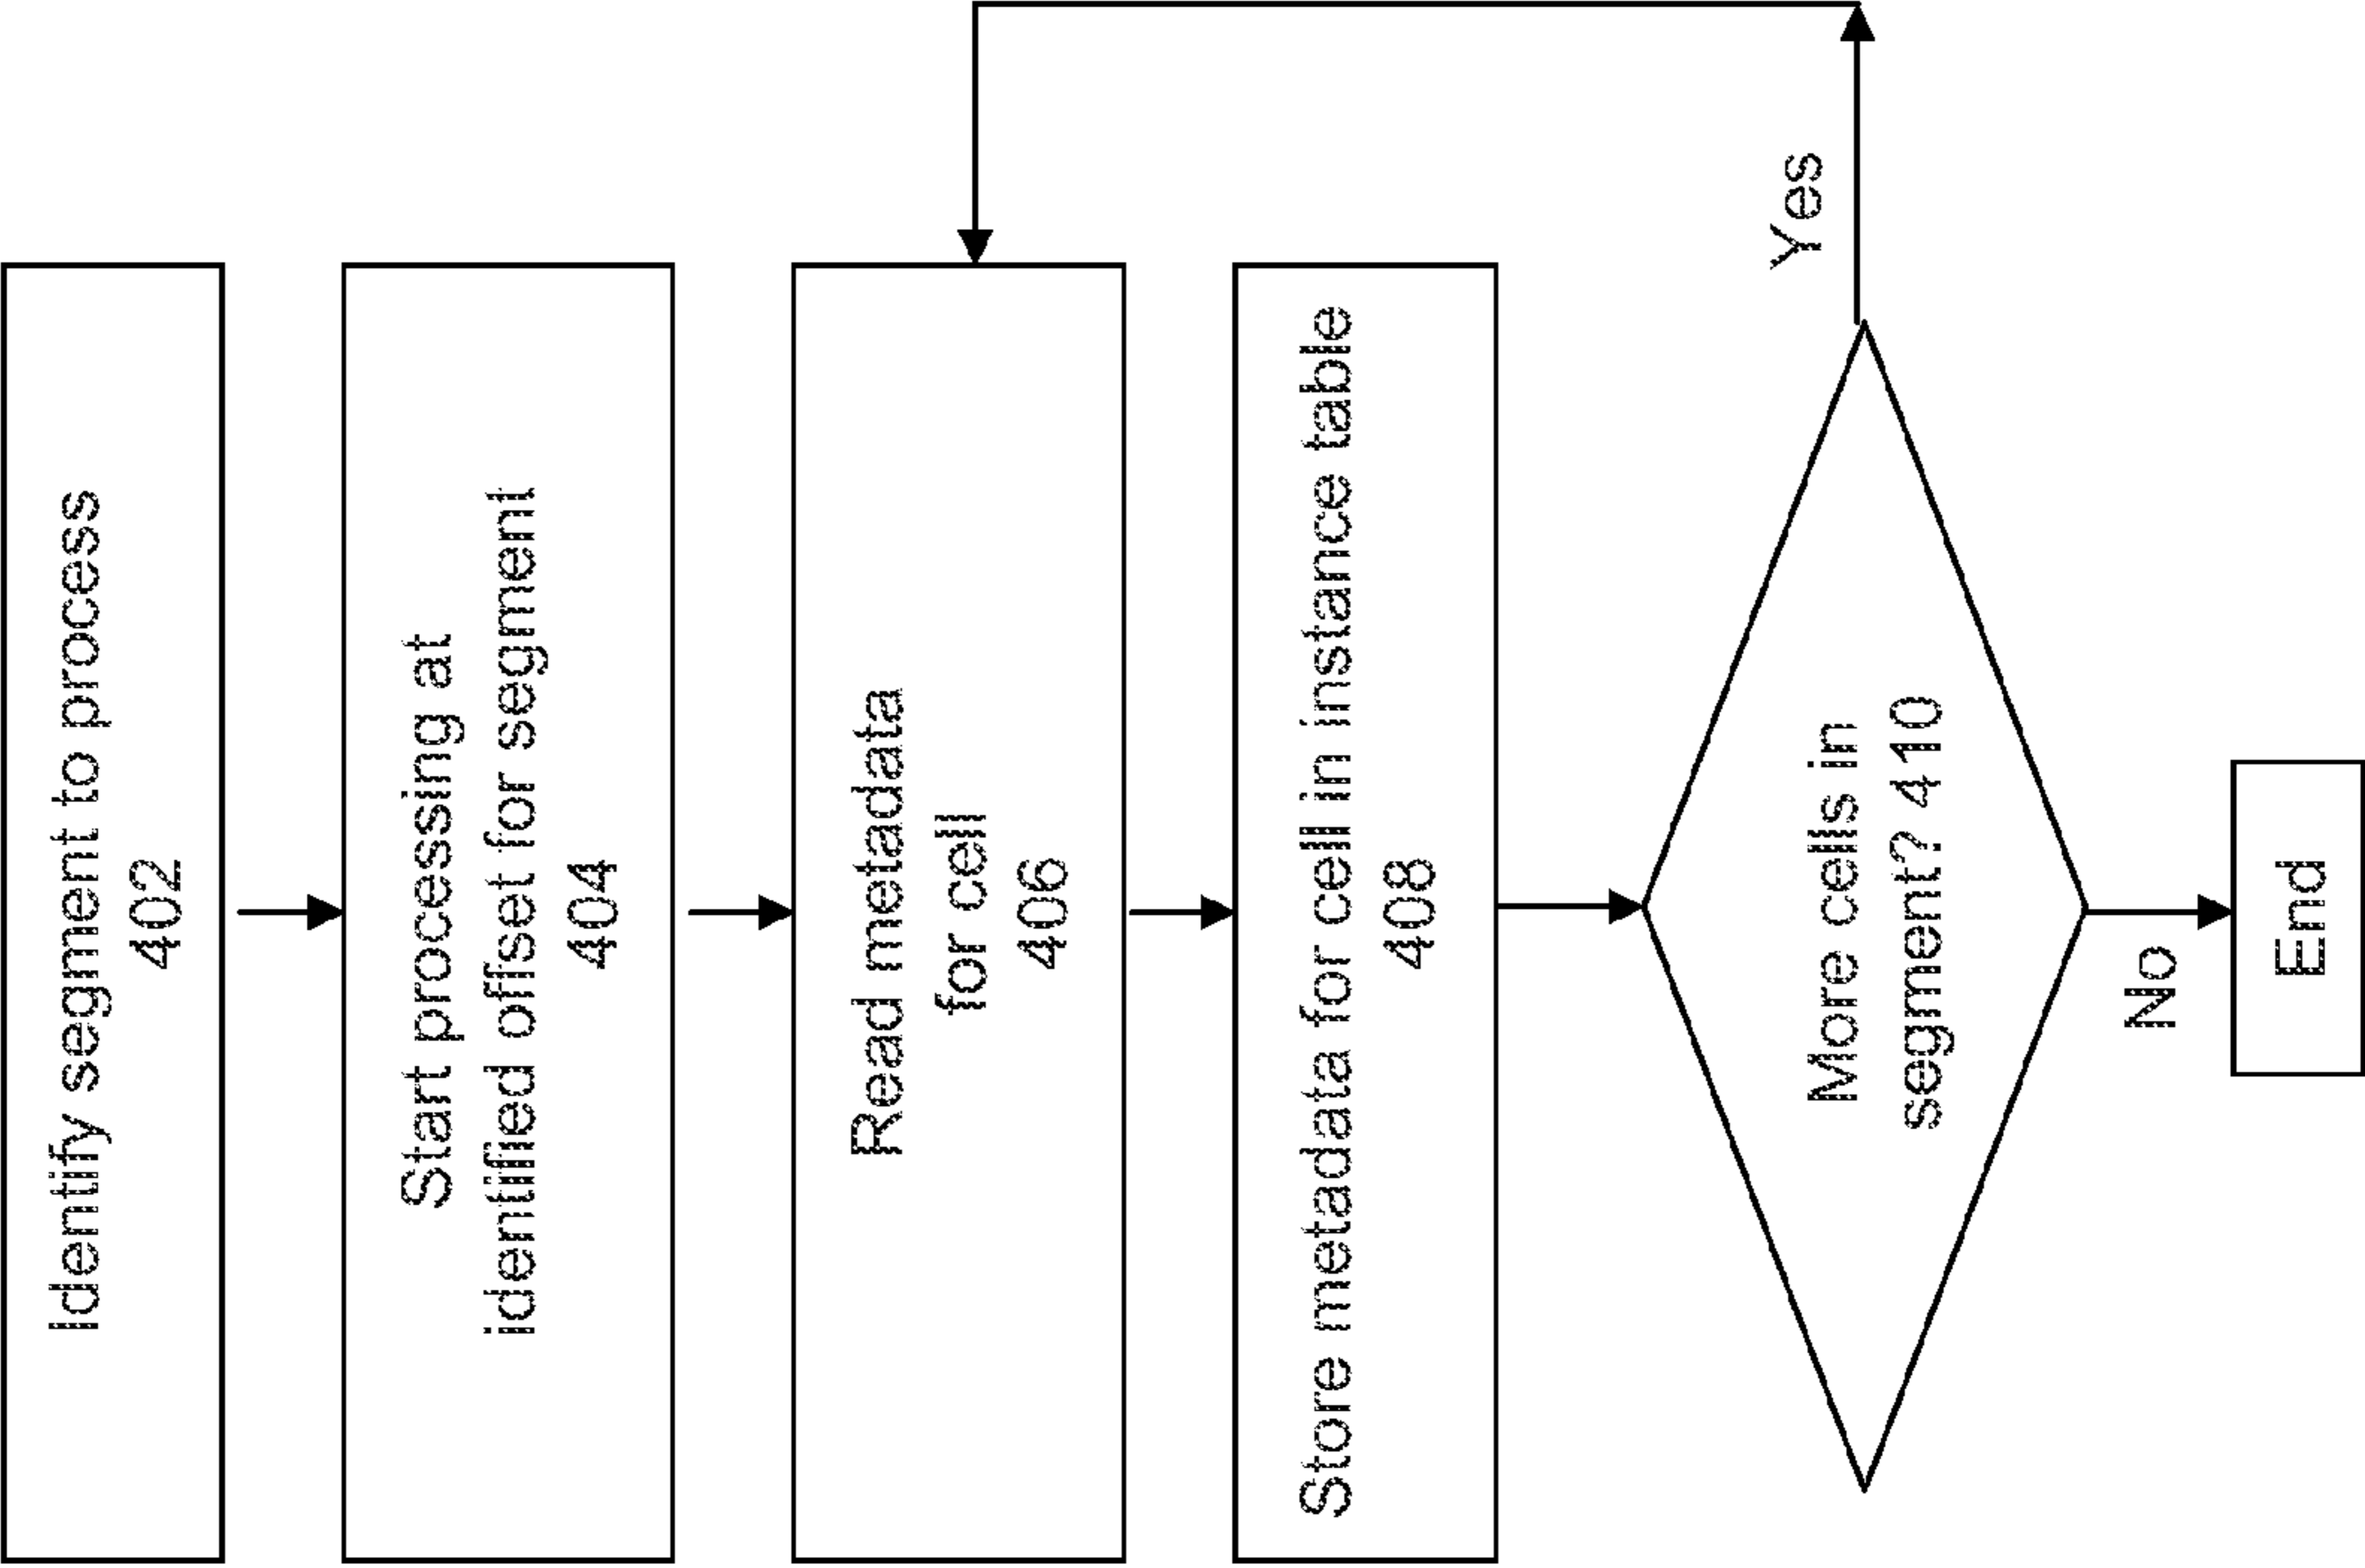 Identify segment to process
402
Start processing at
identified offset for segment
404
Read metadata
for cell
406
Store metadata for cell in instance table
408
More cells in
segment? 410
Yes
No
End